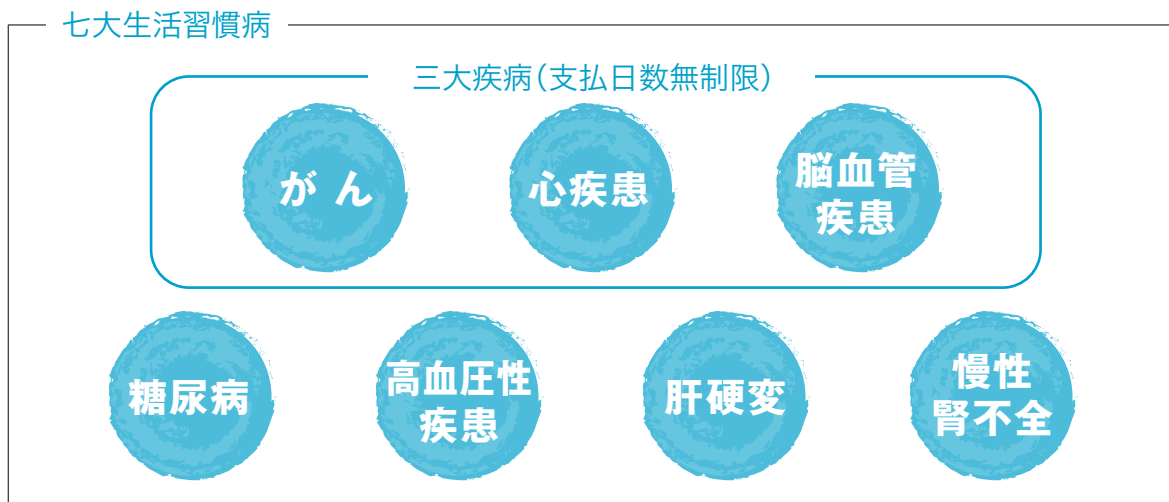 七大生活習慣病
三大疾病(支払日数無制限)
がん
心疾患
脳血管
疾患
糖尿病
高血圧性
疾患
肝硬変
慢性
腎不全